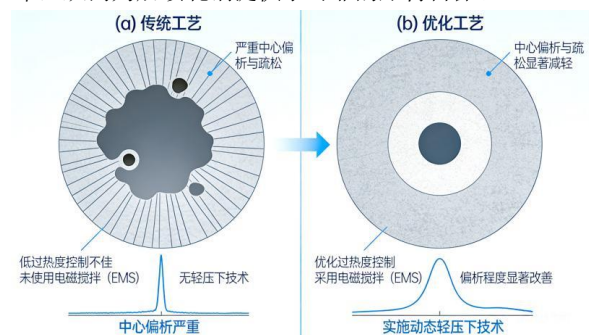 (a) 传统工艺
(b) 优化工艺
严重中心偏
析与疏松
中心偏析与疏
松显著减轻
低过热度控制不佳
未使用电磁搅拌（EMS）
无轻压下技术
优化过热度控制
采用电磁搅拌（EMS）
偏析程度显著改善
中心偏析严重
实施动态轻压下技术